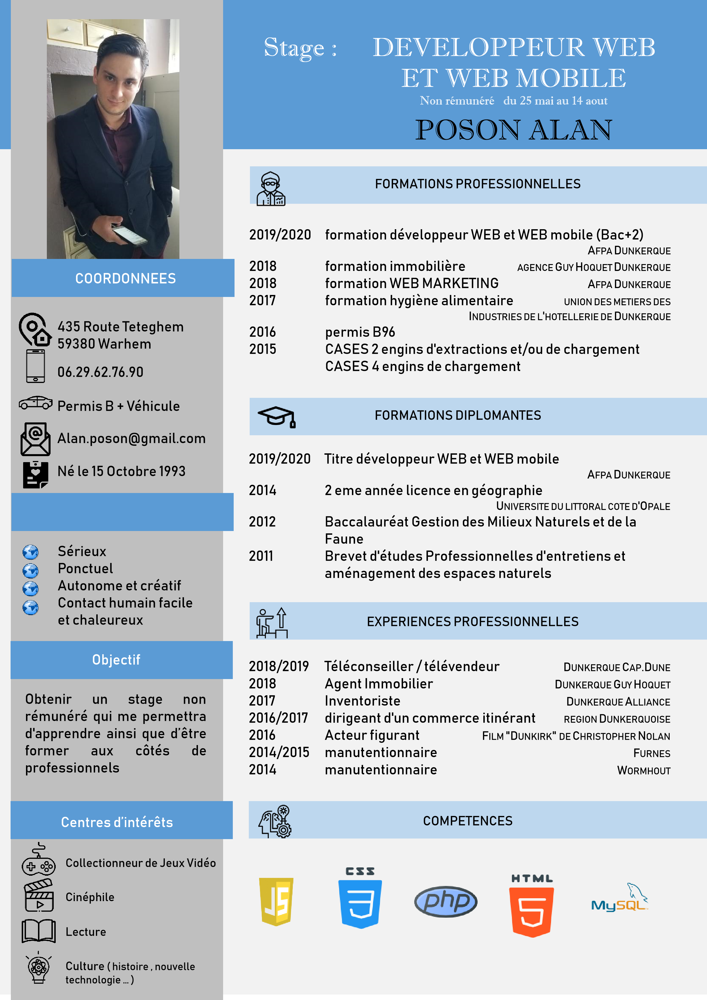 Stage :
DEVELOPPEUR WEB
ET WEB MOBILE
Non rémunéré du 25 mai au 14 aout
POSON ALAN
COORDONNEES
435 Route Teteghem
59380 Warhem
06.29.62.76.90
Permis B + Véhicule
Alan.poson@gmail.com
Né le 15 Octobre 1993
Sérieux
Ponctuel
Autonome et créatif
Contact humain facile
et chaleureux
Objectif
Obtenir un stage non
rémunéré qui me permettra
d'apprendre ainsi que d’être
former aux côtés de
professionnels
Centres d’intérêts
Collectionneur de Jeux Vidéo
Cinéphile
Lecture
Culture ( histoire , nouvelle
technologie ... )
FORMATIONS PROFESSIONNELLES
2019/2020 formation développeur WEB et WEB mobile (Bac+2)
AFPA DUNKERQUE
2018 formation immobilière AGENCE GUY HOQUET DUNKERQUE
2018 formation WEB MARKETING AFPA DUNKERQUE
2017 formation hygiène alimentaire UNION DES METIERS DES
INDUSTRIES DE L'HOTELLERIE DE DUNKERQUE
2016 permis B96
2015 CASES 2 engins d'extractions et/ou de chargement
CASES 4 engins de chargement
FORMATIONS DIPLOMANTES
2019/2020 Titre développeur WEB et WEB mobile
AFPA DUNKERQUE
2014 2 eme année licence en géographie
UNIVERSITE DU LITTORAL COTE D'OPALE
2012 Baccalauréat Gestion des Milieux Naturels et de la
Faune
2011 Brevet d'études Professionnelles d'entretiens et
aménagement des espaces naturels
EXPERIENCES PROFESSIONNELLES
2018/2019 Téléconseiller / télévendeur DUNKERQUE CAP.DUNE
2018 Agent Immobilier DUNKERQUE GUY HOQUET
2017 Inventoriste DUNKERQUE ALLIANCE
2016/2017 dirigeant d'un commerce itinérant REGION DUNKERQUOISE
2016 Acteur figurant FILM "DUNKIRK" DE CHRISTOPHER NOLAN
2014/2015 manutentionnaire FURNES
2014 manutentionnaire WORMHOUT
COMPETENCES
JS
CSS
3
php
HTML
5
MySQL